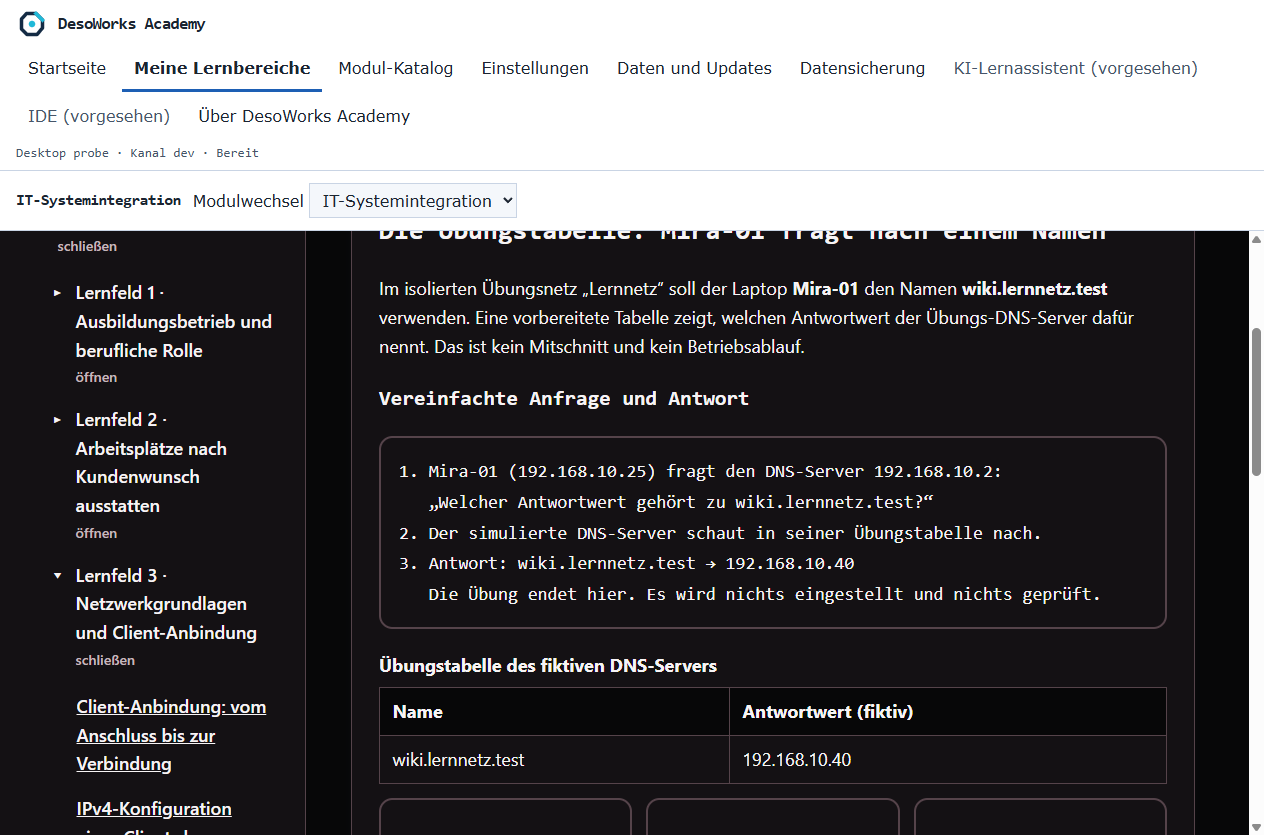 DesoWorks Academy
Startseite
Meine Lernbereiche
Modul-Katalog
Einstellungen
Daten und Updates
Datensicherung
KI-Lernassistent (vorgesehen)
IDE (vorgesehen)
Über DesoWorks Academy
Desktop probe · Kanal dev · Bereit
IT-Systemintegration Modulwechsel IT-Systemintegration
schließen
▸ Lernfeld 1 ·
Ausbildungsbetrieb und
berufliche Rolle
öffnen
▸ Lernfeld 2 ·
Arbeitsplätze nach
Kundenwunsch
ausstatten
öffnen
▾ Lernfeld 3 ·
Netzwerkgrundlagen
und Client-Anbindung
schließen
Client-Anbindung: vom
Anschluss bis zur
Verbindung
IPv4-Konfiguration
Die Übungstabelle: Mira-01 fragt nach einem Namen
Im isolierten Übungsnetz „Lernnetz“ soll der Laptop Mira-01 den Namen wiki.lernnetz.test
verwenden. Eine vorbereitete Tabelle zeigt, welchen Antwortwert der Übungs-DNS-Server dafür
nennt. Das ist kein Mitschnitt und kein Betriebsablauf.
Vereinfachte Anfrage und Antwort
1. Mira-01 (192.168.10.25) fragt den DNS-Server 192.168.10.2:
„Welcher Antwortwert gehört zu wiki.lernnetz.test?“
2. Der simulierte DNS-Server schaut in seiner Übungstabelle nach.
3. Antwort: wiki.lernnetz.test → 192.168.10.40
Die Übung endet hier. Es wird nichts eingestellt und nichts geprüft.
Übungstabelle des fiktiven DNS-Servers
Name
Antwortwert (fiktiv)
wiki.lernnetz.test
192.168.10.40